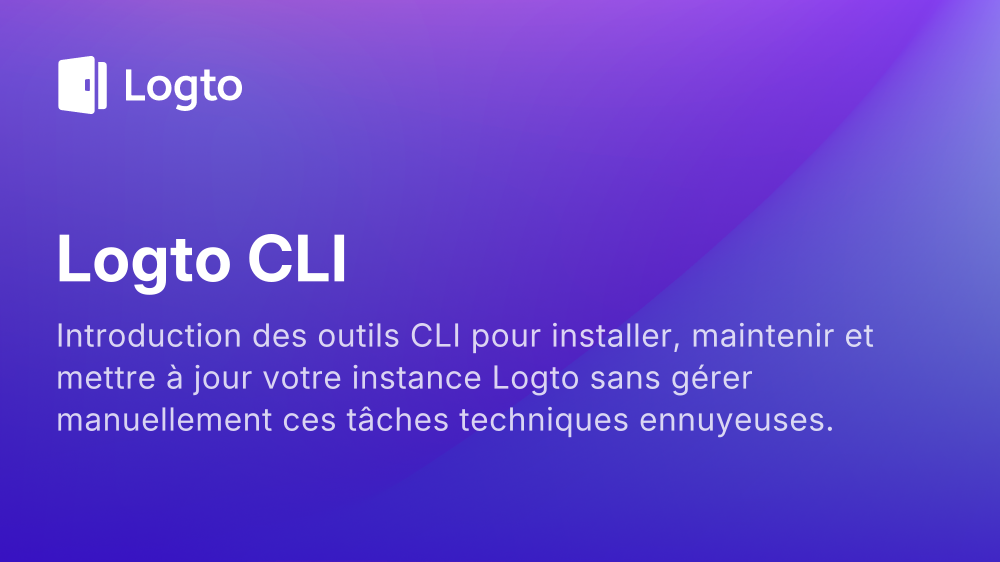 Logto
Logto CLI
Introduction des outils CLI pour installer, maintenir et
mettre à jour votre instance Logto sans gérer
manuellement ces tâches techniques ennuyeuses.